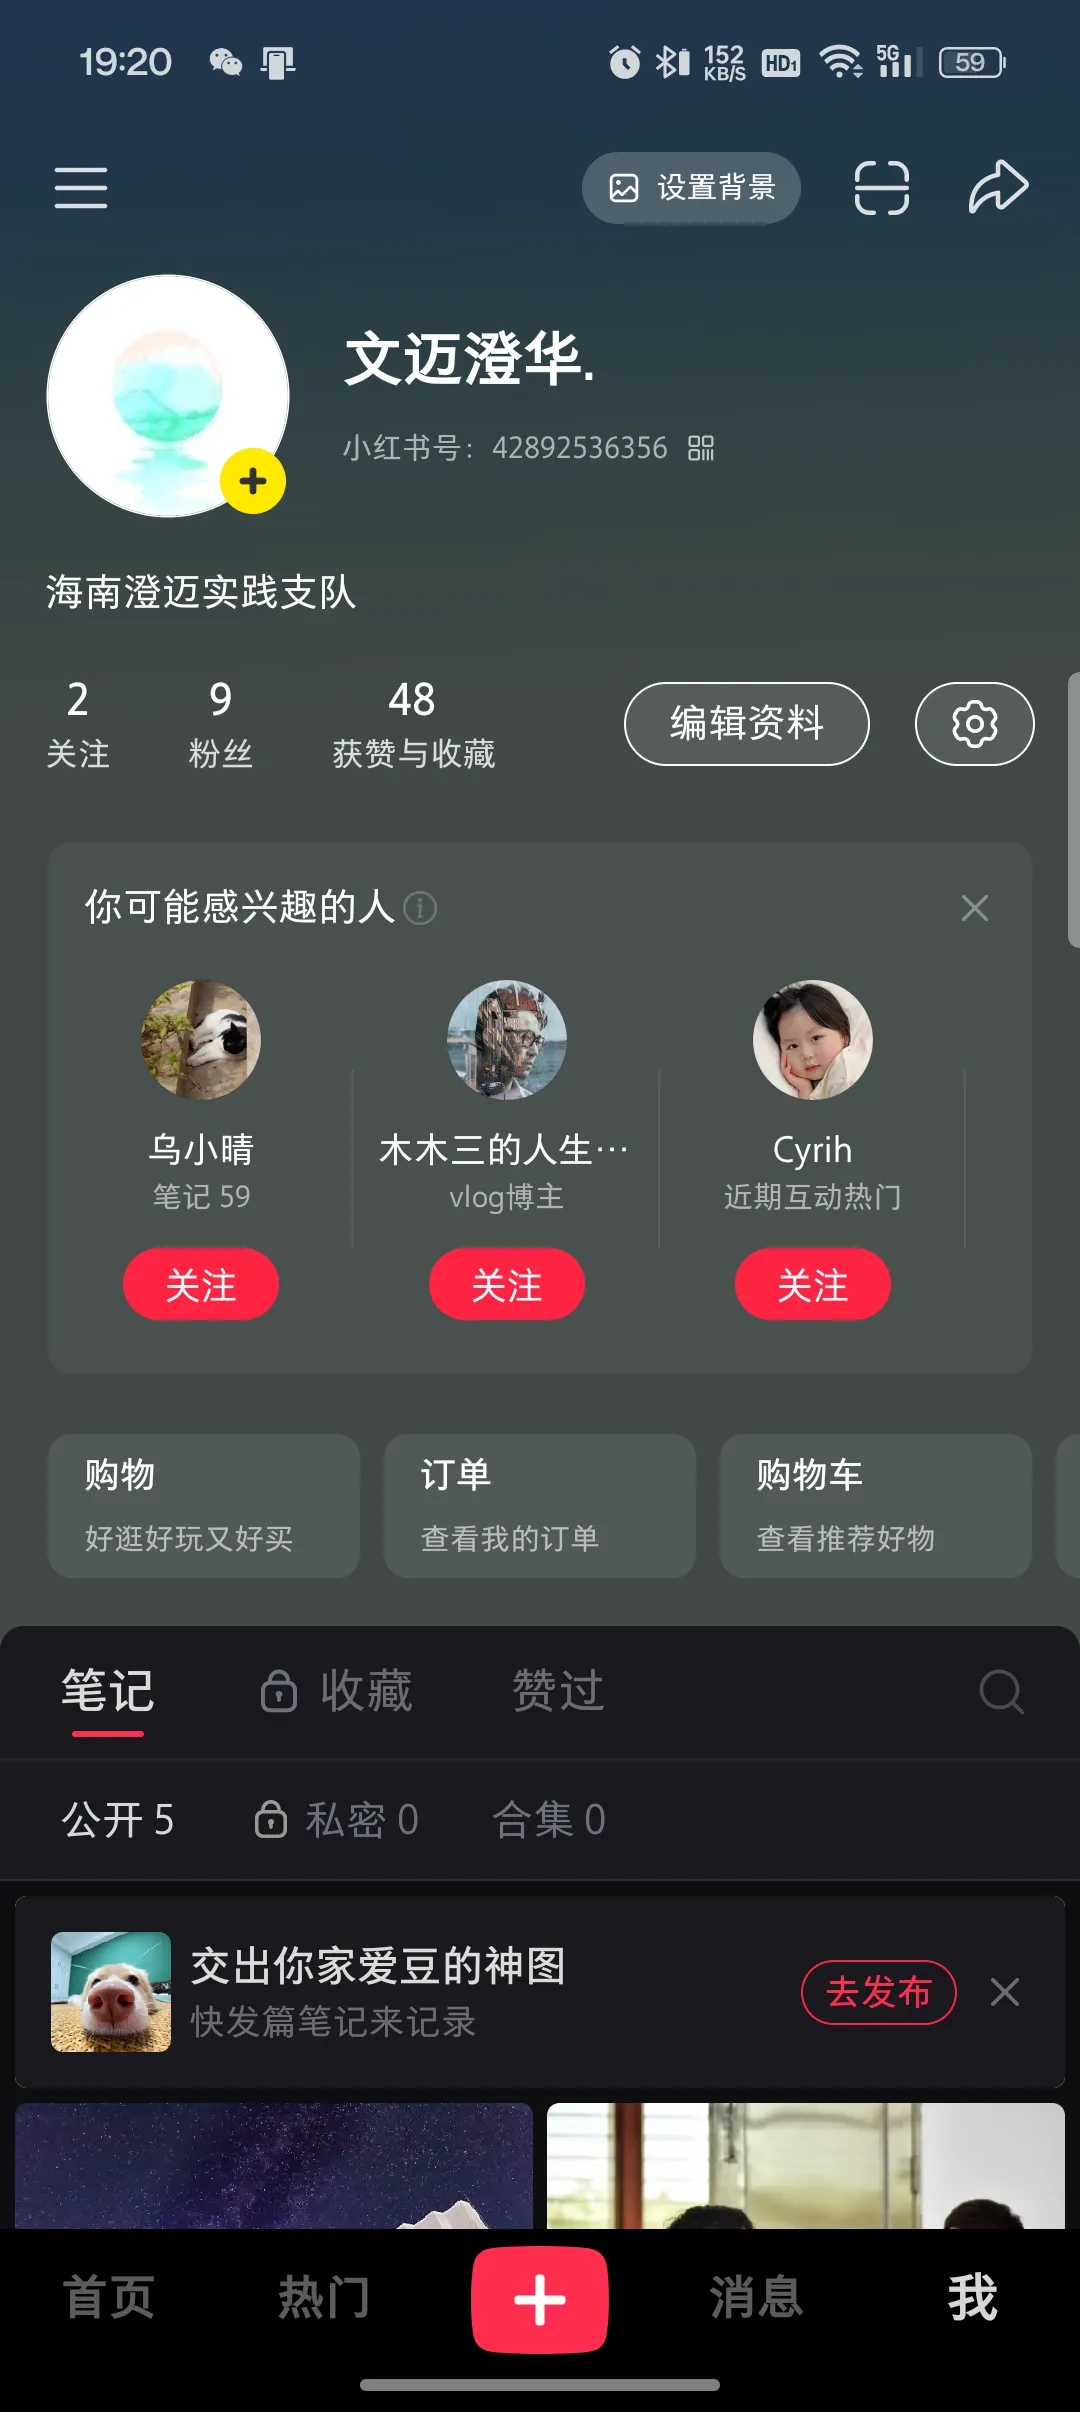 19:20
152 KB/S HD1 5G 59
设置背景
文迈澄华.
小红书号：42892536356
海南澄迈实践支队
2 9 48
关注 粉丝 获赞与收藏
编辑资料
你可能感兴趣的人
乌小晴 木木三的人生… Cyrih
笔记 59 vlog博主 近期互动热门
关注 关注 关注
购物 订单 购物车
好逛好玩又好买 查看我的订单 查看推荐好物
笔记 收藏 赞过
公开 5 私密 0 合集 0
交出你家爱豆的神图
快发篇笔记来记录
去发布
首页 热门 消息 我